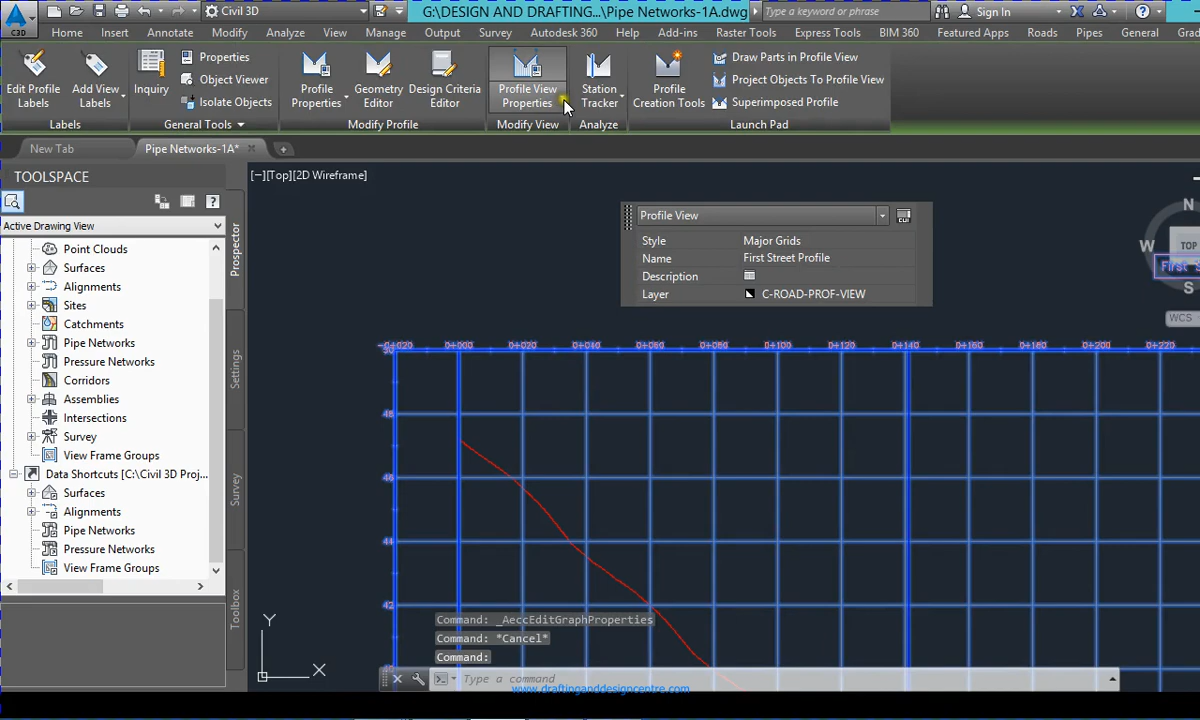 C3D Civil 3D G:\DESIGN AND DRAFTING...\Pipe Networks-1A.dwg Type a keyword or phrase Sign In
Home Insert Annotate Modify Analyze View Manage Output Survey Autodesk 360 Help Add-ins Raster Tools Express Tools BIM 360 Featured Apps Roads Pipes General Grad
Edit Profile Labels
Add View Labels
Inquiry
Properties
Object Viewer
Isolate Objects
Profile Properties
Geometry Editor
Design Criteria Editor
Profile View Properties
Station Tracker
Profile Creation Tools
Draw Parts in Profile View
Project Objects To Profile View
Superimposed Profile
Labels General Tools Modify Profile Modify View Analyze Launch Pad
New Tab Pipe Networks-1A*
TOOLSPACE
Active Drawing View
Point Clouds
Surfaces
Alignments
Sites
Catchments
Pipe Networks
Pressure Networks
Corridors
Assemblies
Intersections
Survey
View Frame Groups
Data Shortcuts [C:\Civil 3D Proj...
Surfaces
Alignments
Pipe Networks
Pressure Networks
View Frame Groups
Prospector
Settings
Survey
Toolbox
[−][Top][2D Wireframe]
Profile View
CUI
Style Major Grids
Name First Street Profile
Description
Layer C-ROAD-PROF-VIEW
N
W TOP
First S
S
WCS
-0+020 0+000 0+020 0+040 0+060 0+080 0+100 0+120 0+140 0+160 0+180 0+200 0+220
50
48
46
44
42
40
Command: _AeccEditGraphProperties
Command: *Cancel*
Command:
Type a command
www.draftinganddesigncentre.com
Y
X